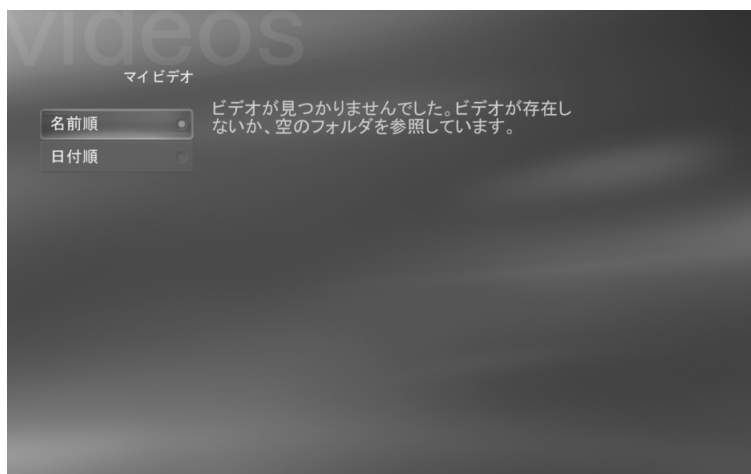 videos
マイ ビデオ
名前順
日付順
ビデオが見つかりませんでした。ビデオが存在し
ないか、空のフォルダを参照しています。